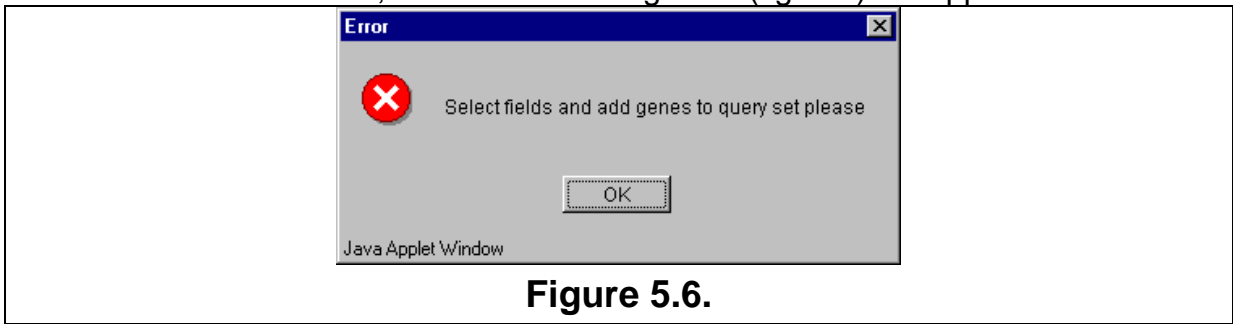 Error
Select fields and add genes to query set please
OK
Java Applet Window
Figure 5.6.